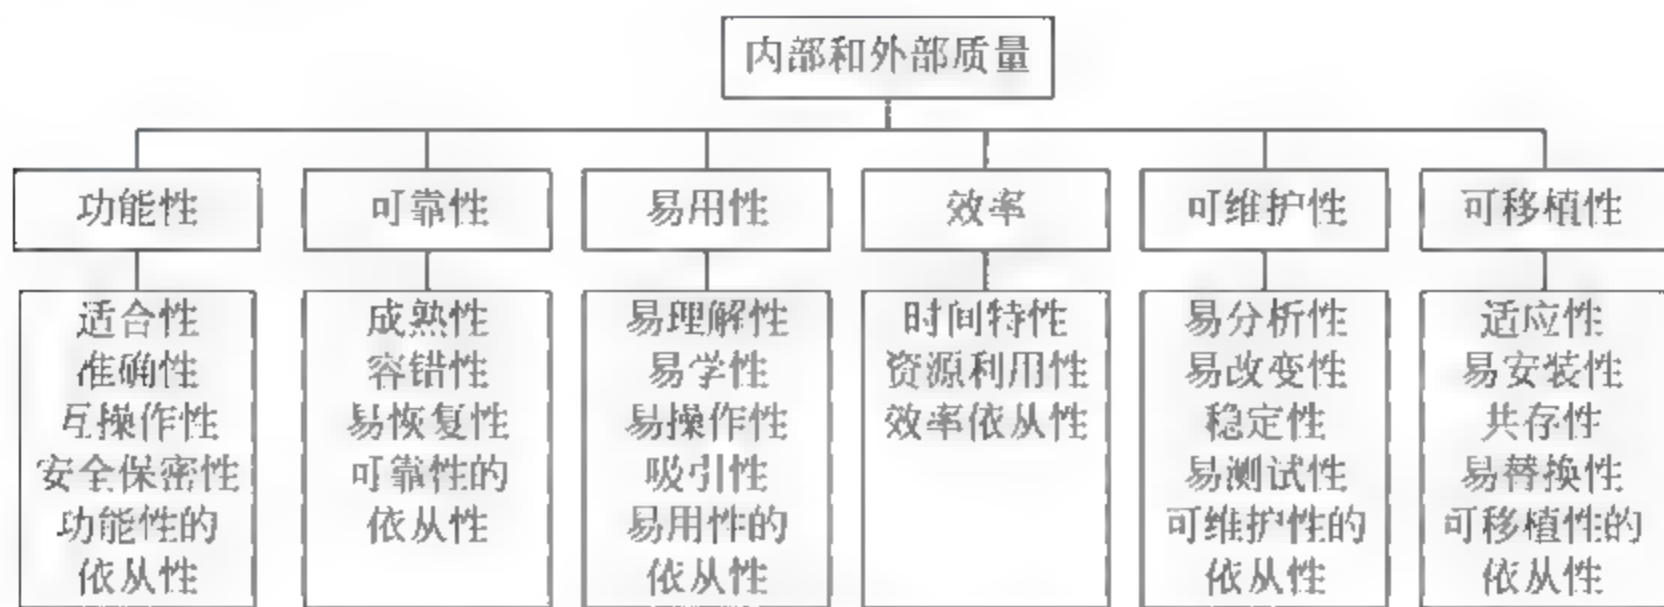 内部和外部质量
功能性
可靠性
易用性
效率
可维护性
可移植性
适合性
准确性
互操作性
安全保密性
功能性的
依从性
成熟性
容错性
易恢复性
可靠性的
依从性
易理解性
易学性
易操作性
吸引性
易用性的
依从性
时间特性
资源利用性
效率依从性
易分析性
易改变性
稳定性
易测试性
可维护性的
依从性
适应性
易安装性
共存性
易替换性
可移植性的
依从性